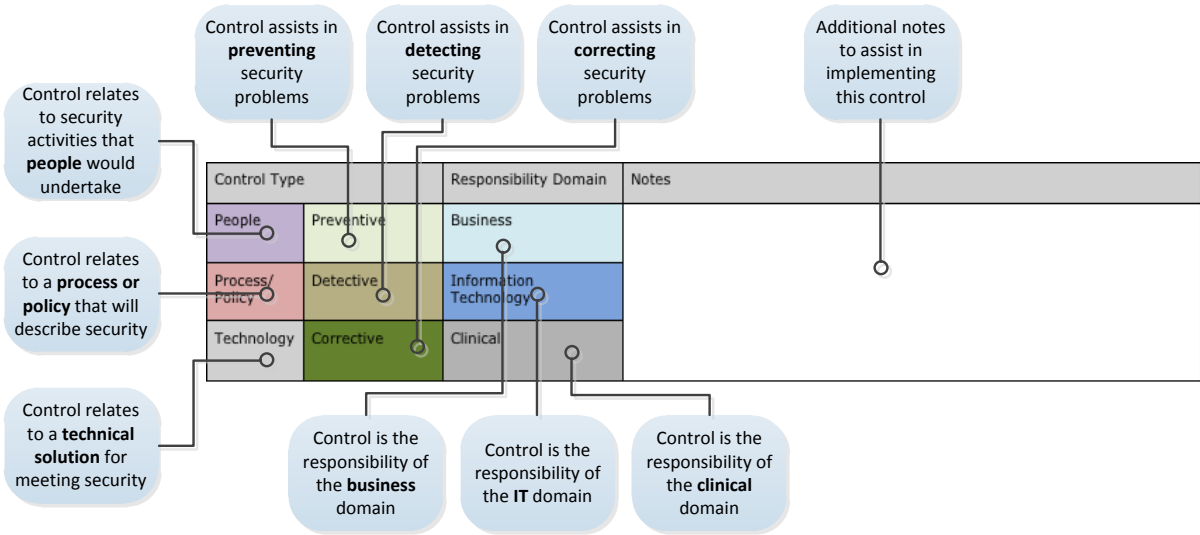 Control assists in
preventing
security
problems
Control assists in
detecting
security
problems
Control assists in
correcting
security
problems
Additional notes
to assist in
implementing
this control
Control relates
to security
activities that
people would
undertake
Control relates
to a process or
policy that will
describe security
Control relates
to a technical
solution for
meeting security
Control Type
Responsibility Domain
Notes
People
Preventive
Business
Process/
Policy
Detective
Information
Technology
Technology
Corrective
Clinical
Control is the
responsibility of
the business
domain
Control is the
responsibility of
the IT domain
Control is the
responsibility of
the clinical
domain